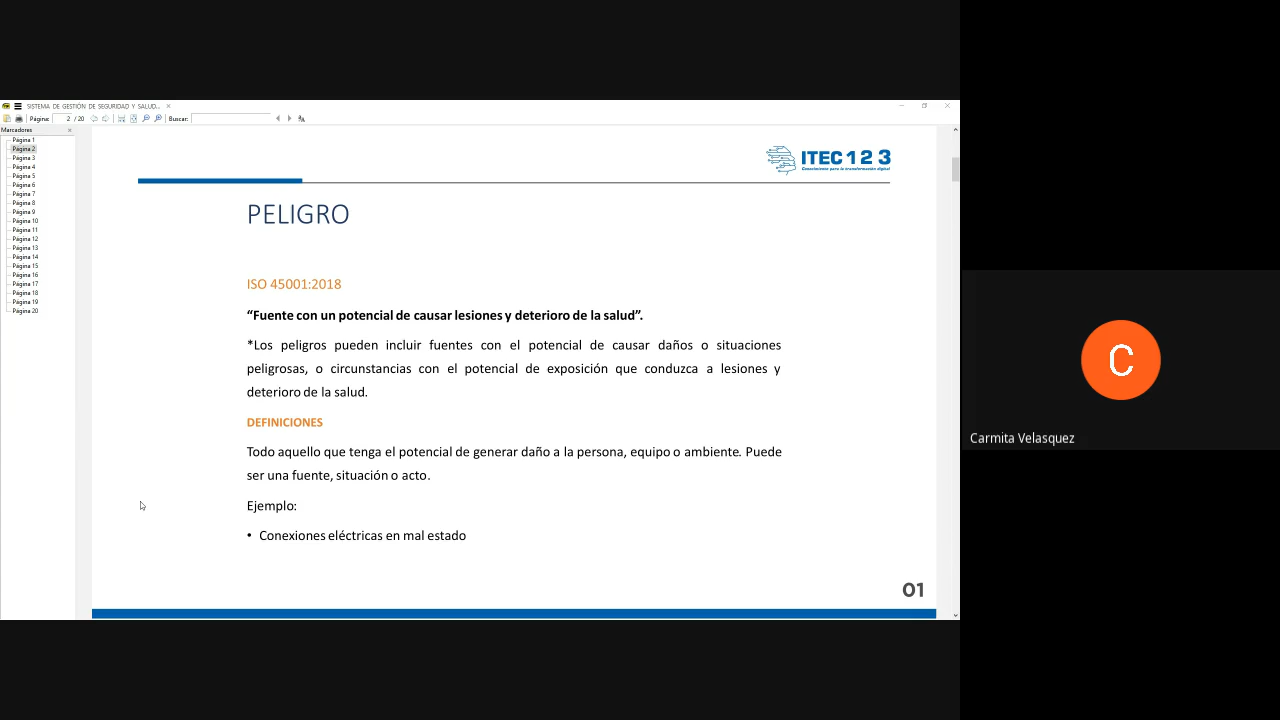 SISTEMA DE GESTIÓN DE SEGURIDAD Y SALUD...
Página: 2 / 20 Buscar:
Marcadores
Página 1
Página 2
Página 3
Página 4
Página 5
Página 6
Página 7
Página 8
Página 9
Página 10
Página 11
Página 12
Página 13
Página 14
Página 15
Página 16
Página 17
Página 18
Página 19
Página 20
ITEC 1 2 3
Conocimiento para la transformación digital
PELIGRO
ISO 45001:2018
“Fuente con un potencial de causar lesiones y deterioro de la salud”.
*Los peligros pueden incluir fuentes con el potencial de causar daños o situaciones
peligrosas, o circunstancias con el potencial de exposición que conduzca a lesiones y
deterioro de la salud.
DEFINICIONES
Todo aquello que tenga el potencial de generar daño a la persona, equipo o ambiente. Puede
ser una fuente, situación o acto.
Ejemplo:
• Conexiones eléctricas en mal estado
01
C
Carmita Velasquez